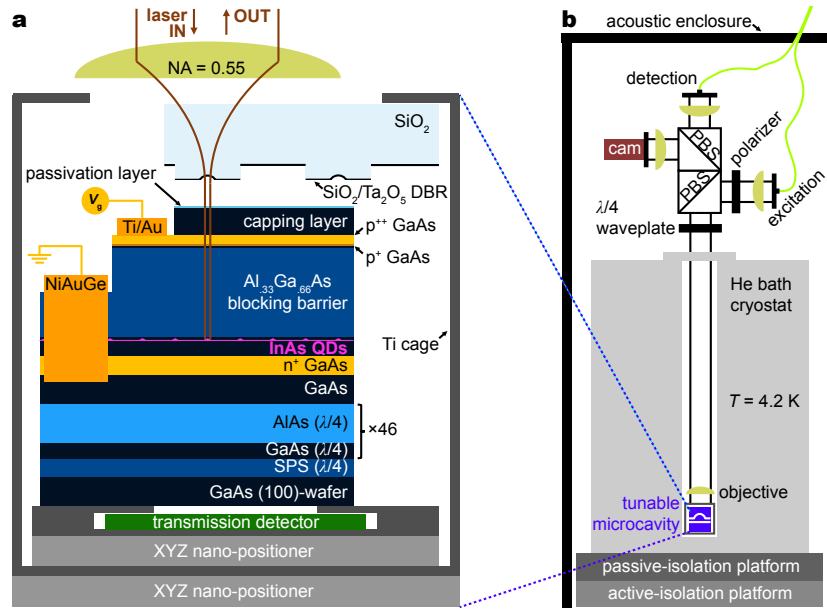 a
laser
IN
OUT
NA = 0.55
SiO₂
passivation layer
SiO₂/Ta₂O₅ DBR
V_g
Ti/Au
capping layer
p⁺⁺ GaAs
p⁺ GaAs
NiAuGe
Al.₃₃Ga.₆₆As
blocking barrier
Ti cage
InAs QDs
n⁺ GaAs
GaAs
AlAs (λ/4)
×46
GaAs (λ/4)
SPS (λ/4)
GaAs (100)-wafer
transmission detector
XYZ nano-positioner
XYZ nano-positioner
b
acoustic enclosure
detection
cam
PBS
PBS
polarizer
excitation
λ/4
waveplate
He bath
cryostat
T = 4.2 K
objective
tunable
microcavity
passive-isolation platform
active-isolation platform